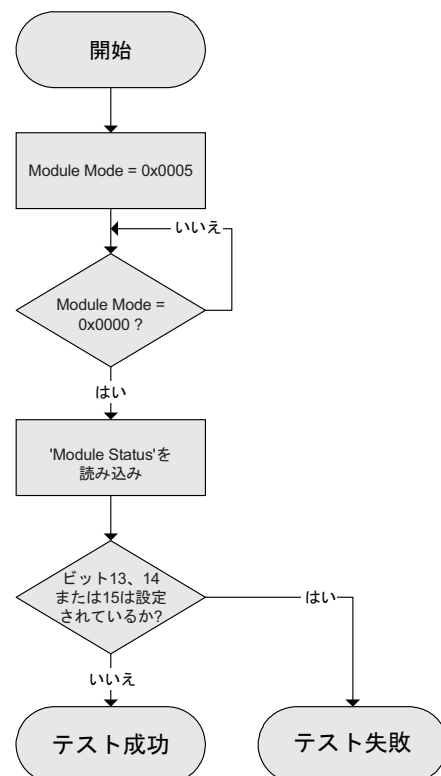 開始
Module Mode = 0x0005
いいえ
Module Mode =
0x0000 ?
はい
'Module Status'を
読み込み
ビット13、14
または15は設定
されているか?
はい
いいえ
テスト成功
テスト失敗